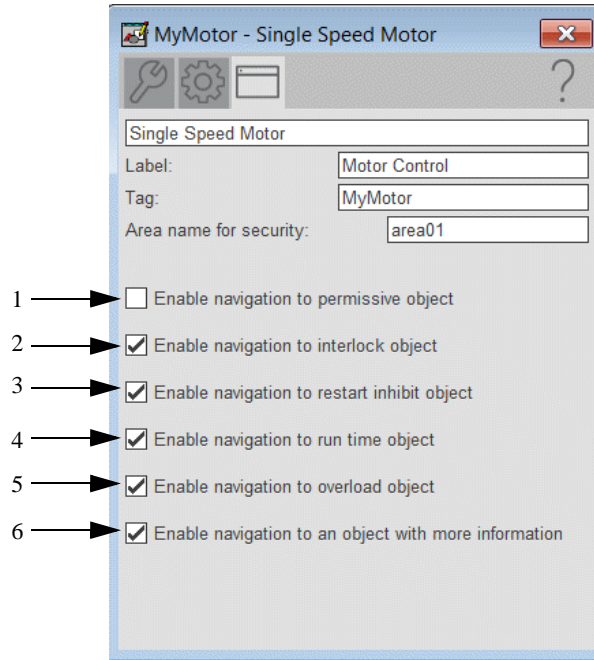 MyMotor - Single Speed Motor
?
Single Speed Motor
Label: Motor Control
Tag: MyMotor
Area name for security: area01
1 Enable navigation to permissive object
2 Enable navigation to interlock object
3 Enable navigation to restart inhibit object
4 Enable navigation to run time object
5 Enable navigation to overload object
6 Enable navigation to an object with more information